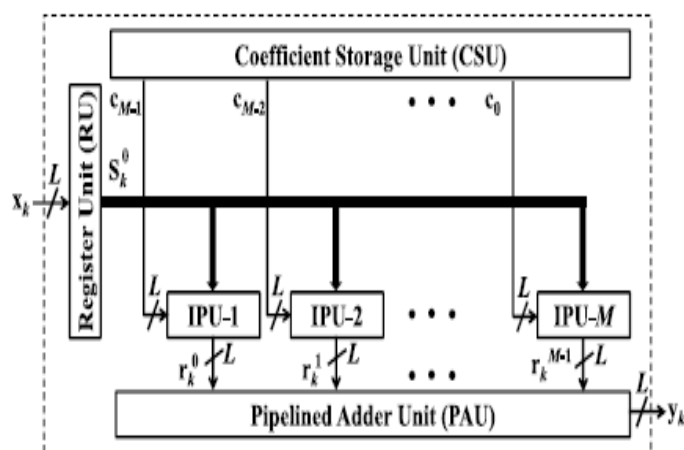 Coefficient Storage Unit (CSU)
c_{M-1} c_{M-2} • • • c_0
Register Unit (RU)
S_k^0
L
x_k
L L L
IPU-1 IPU-2 • • • IPU-M
r_k^0 L r_k^1 L • • • r_k^{M-1} L
L
Pipelined Adder Unit (PAU) y_k